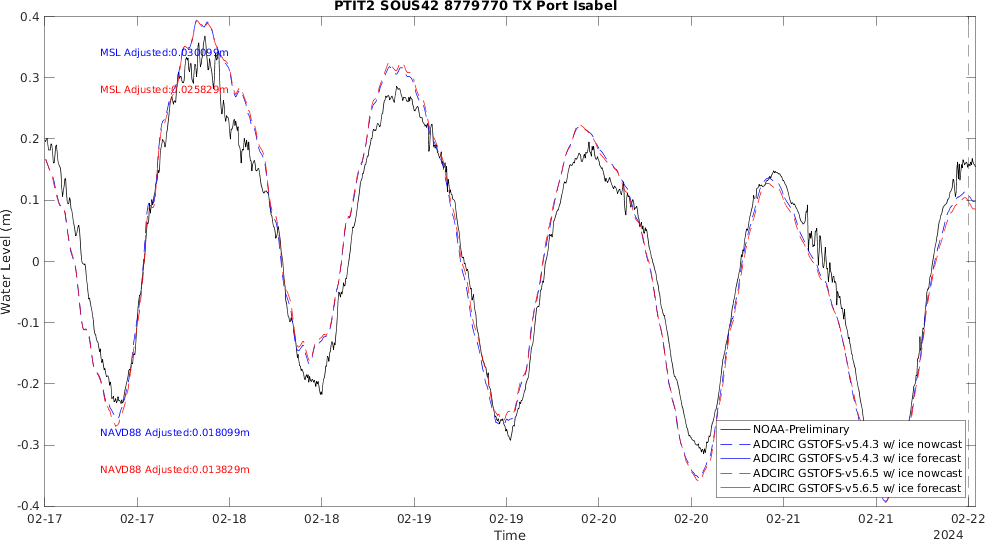 PTIT2 SOUS42 8779770 TX Port Isabel
0.4
0.3
0.2
0.1
0
-0.1
-0.2
-0.3
-0.4
Water Level (m)
MSL Adjusted:0.030099m
MSL Adjusted:0.025829m
NAVD88 Adjusted:0.018099m
NAVD88 Adjusted:0.013829m
NOAA-Preliminary
ADCIRC GSTOFS-v5.4.3 w/ ice nowcast
ADCIRC GSTOFS-v5.4.3 w/ ice forecast
ADCIRC GSTOFS-v5.6.5 w/ ice nowcast
ADCIRC GSTOFS-v5.6.5 w/ ice forecast
02-17 02-17 02-18 02-18 02-19 02-19 02-20 02-20 02-21 02-21 02-22
Time
2024